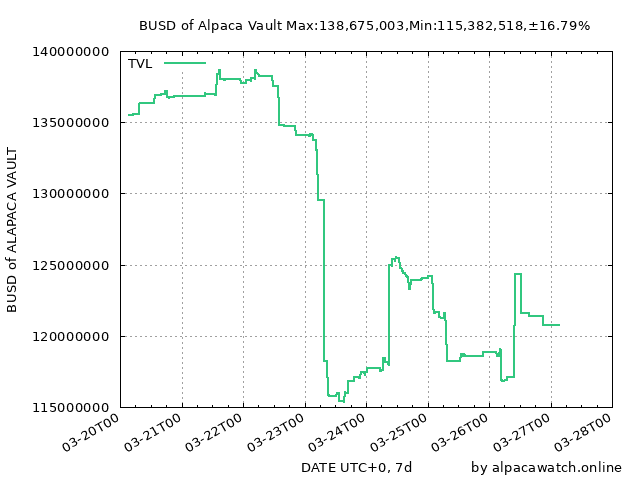 BUSD of Alpaca Vault Max:138,675,003,Min:115,382,518,±16.79%
140000000
TVL
135000000
130000000
125000000
120000000
115000000
BUSD of ALAPACA VAULT
03-20T00
03-21T00
03-22T00
03-23T00
03-24T00
03-25T00
03-26T00
03-27T00
03-28T00
DATE UTC+0, 7d
by alpacawatch.online